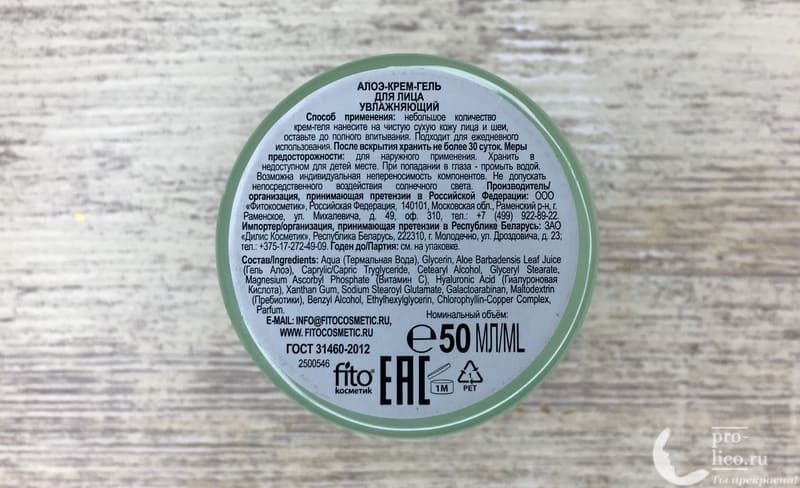 АЛОЭ-КРЕМ-ГЕЛЬ
ДЛЯ ЛИЦА
УВЛАЖНЯЮЩИЙ
Способ применения: небольшое количество
крем-геля нанесите на чистую сухую кожу лица и шеи,
оставьте до полного впитывания. Подходит для ежедневного
использования. После вскрытия хранить не более 30 суток. Меры
предосторожности: для наружного применения. Хранить в
недоступном для детей месте. При попадании в глаза - промыть водой.
Возможна индивидуальная непереносимость компонентов. Не допускать
непосредственного воздействия солнечного света. Производитель/
организация, принимающая претензии в Российской Федерации: ООО
«Фитокосметик», Российская Федерация, 140101, Московская обл., Раменский р-н, г.
Раменское, ул. Михалевича, д. 49, оф. 310, тел.: +7 (499) 922-89-22.
Импортер/организация, принимающая претензии в Республике Беларусь: ЗАО
«Дилис Косметик», Республика Беларусь, 222310, г. Молодечно, ул. Дроздовича, д. 23;
тел.: +375-17-272-49-09. Годен до/Партия: см. на упаковке.
Состав/Ingredients: Aqua (Термальная Вода), Glycerin, Aloe Barbadensis Leaf Juice
(Гель Алоэ), Caprylic/Capric Tryglyceride, Cetearyl Alcohol, Glyceryl Stearate,
Magnesium Ascorbyl Phosphate (Витамин С), Hyaluronic Acid (Гиалуроновая
Кислота), Xanthan Gum, Sodium Stearoyl Glutamate, Galactoarabinan, Maltodextrin
(Пребиотики), Benzyl Alcohol, Ethylhexylglycerin, Chlorophyllin-Copper Complex,
Parfum.
E-MAIL: INFO@FITOCOSMETIC.RU,
WWW. FITOCOSMETIC.RU
Номинальный объём:
℮ 50 МЛ/ML
ГОСТ 31460-2012
2500546
fito
косметик
EAC
1M
PET
pro-
lico.ru
Ты прекрасна!